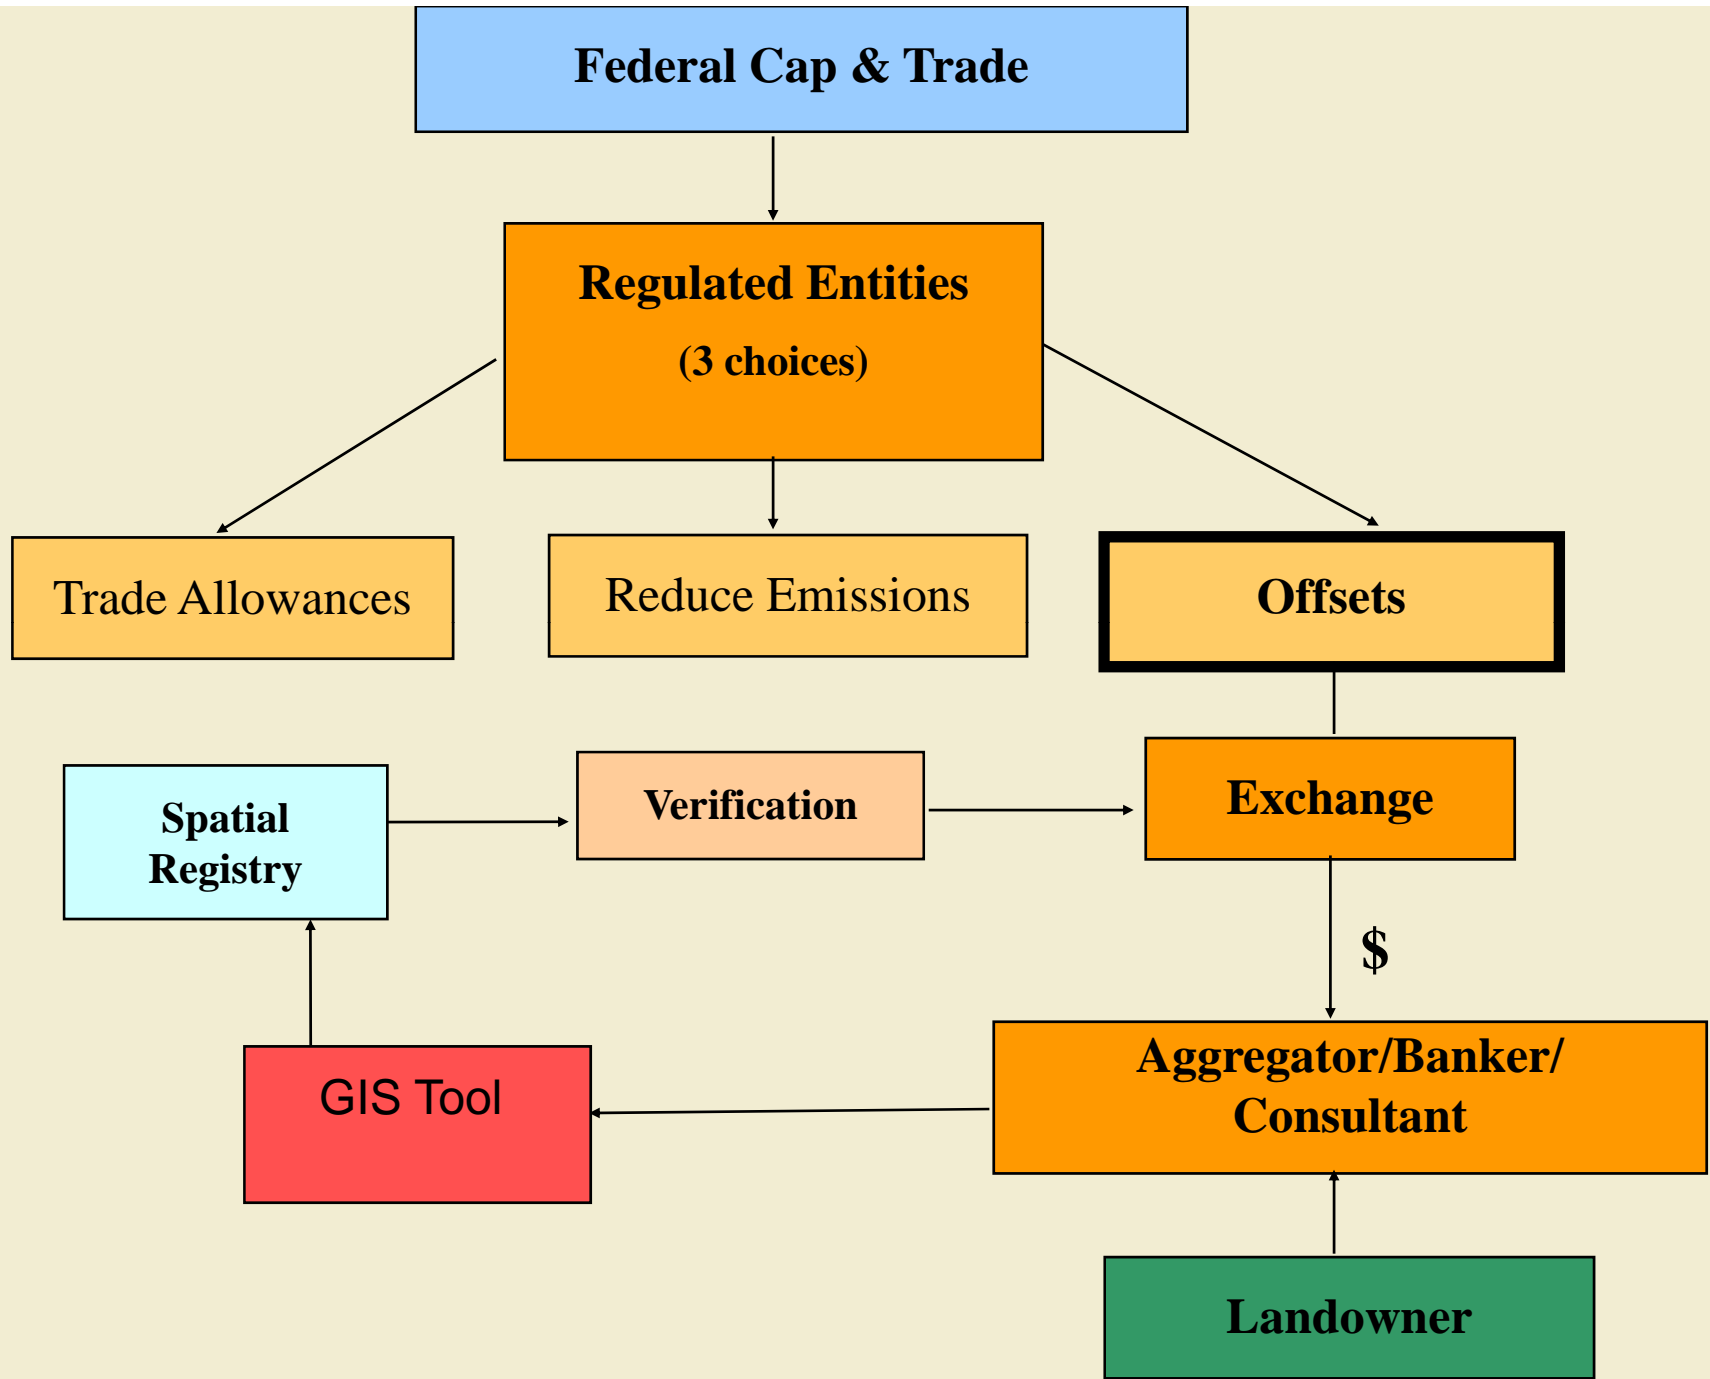 Federal Cap & Trade
Regulated Entities
(3 choices)
Trade Allowances
Reduce Emissions
Offsets
Spatial
Registry
Verification
Exchange
$
GIS Tool
Aggregator/Banker/
Consultant
Landowner